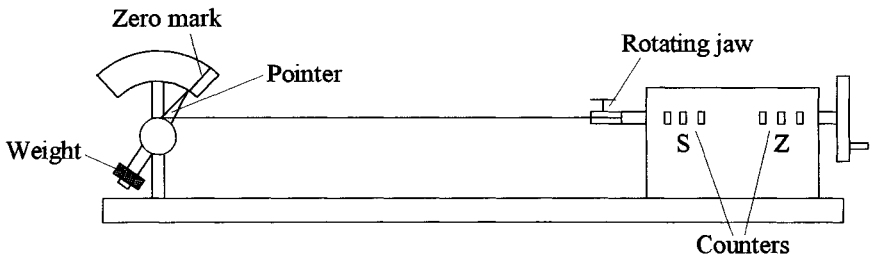 Zero mark
Rotating jaw
Pointer
Weight
S Z
Counters